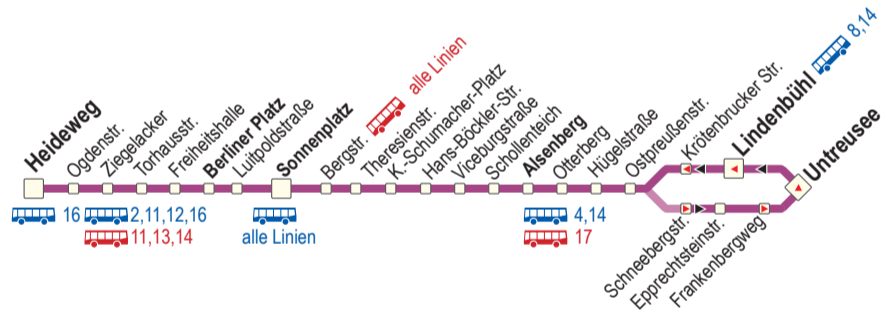 Heideweg
Ogdenstr.
Ziegelacker
Torhausstr.
Freiheitshalle
Berliner Platz
Luitpoldstraße
Sonnenplatz
Bergstr.
alle Linien
Theresienstr.
K.-Schumacher-Platz
Hans-Böckler-Str.
Viceburgstraße
Schollenteich
Alsenberg
Otterberg
Hügelstraße
Ostpreußenstr.
Krötenbrucker Str.
Lindenbühl
8,14
Untreusee
16
2,11,12,16
11,13,14
alle Linien
4,14
17
Schneebergstr.
Epprechtsteinstr.
Frankenbergweg